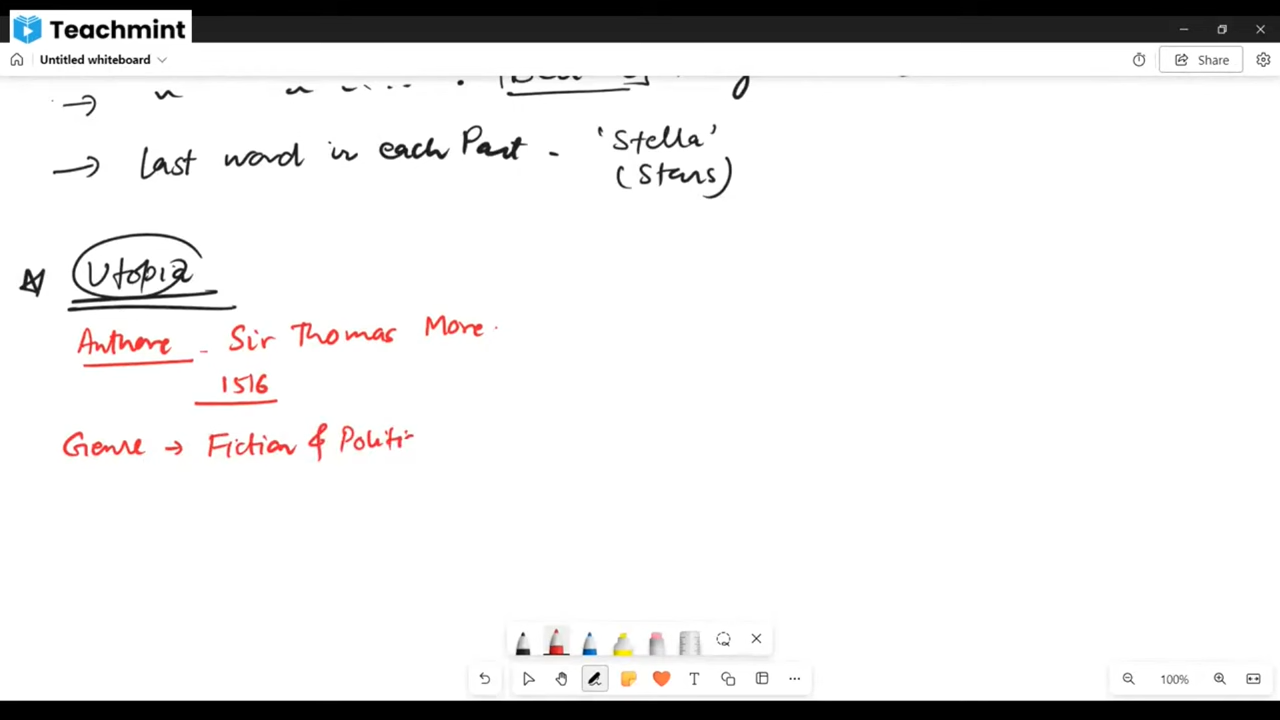 Teachmint
Untitled whiteboard
Share
→ Last word in each Part - 'Stella'
(Stars)
Utopia
Authore - Sir Thomas More.
1516
Genre → Fiction & Politi
100%